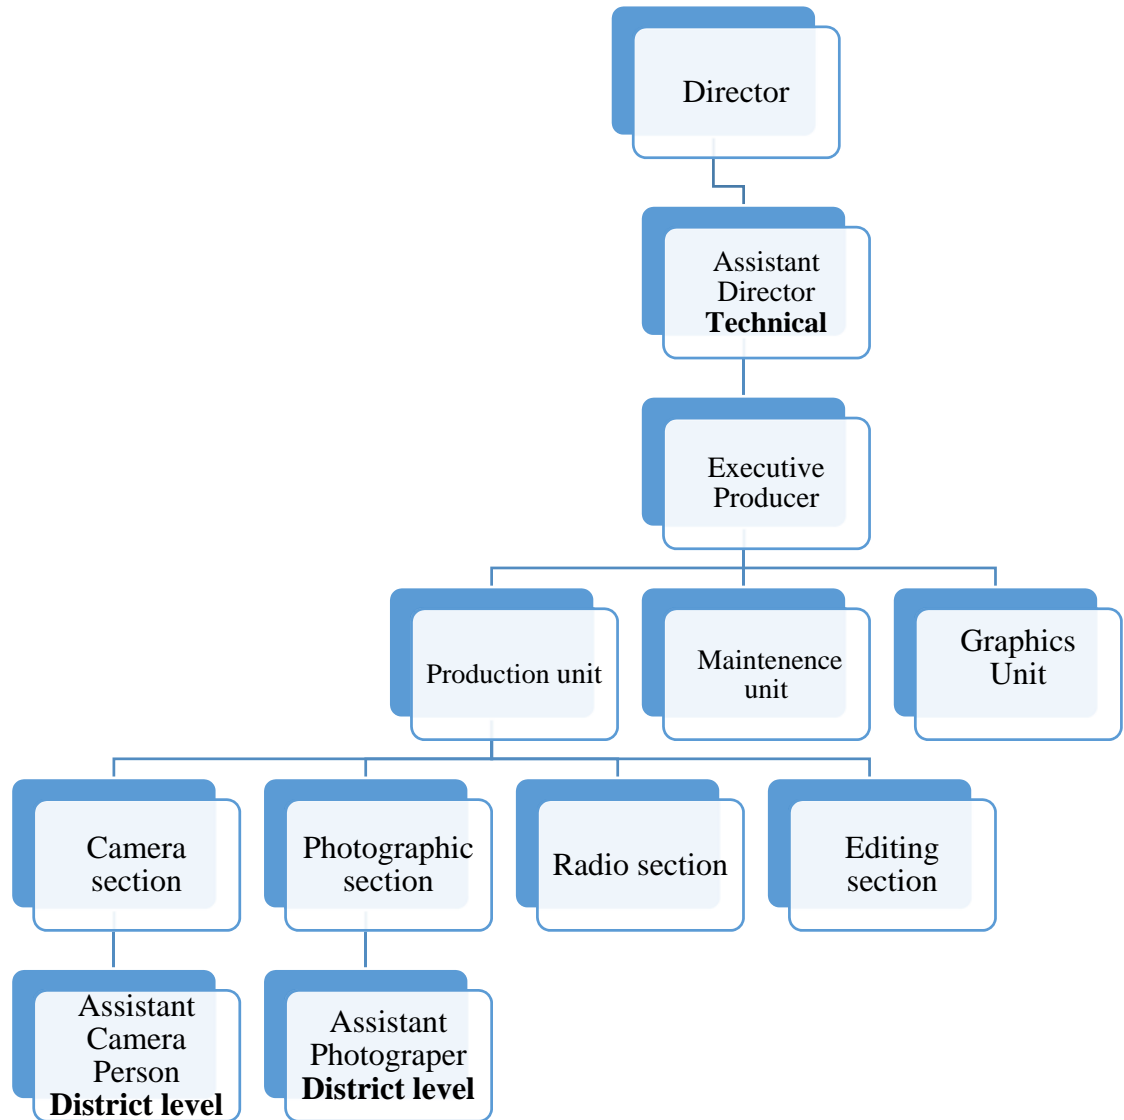 Director
Assistant
Director
Technical
Executive
Producer
Production unit
Maintenence
unit
Graphics
Unit
Camera
section
Photographic
section
Radio section
Editing
section
Assistant
Camera
Person
District level
Assistant
Photograper
District level